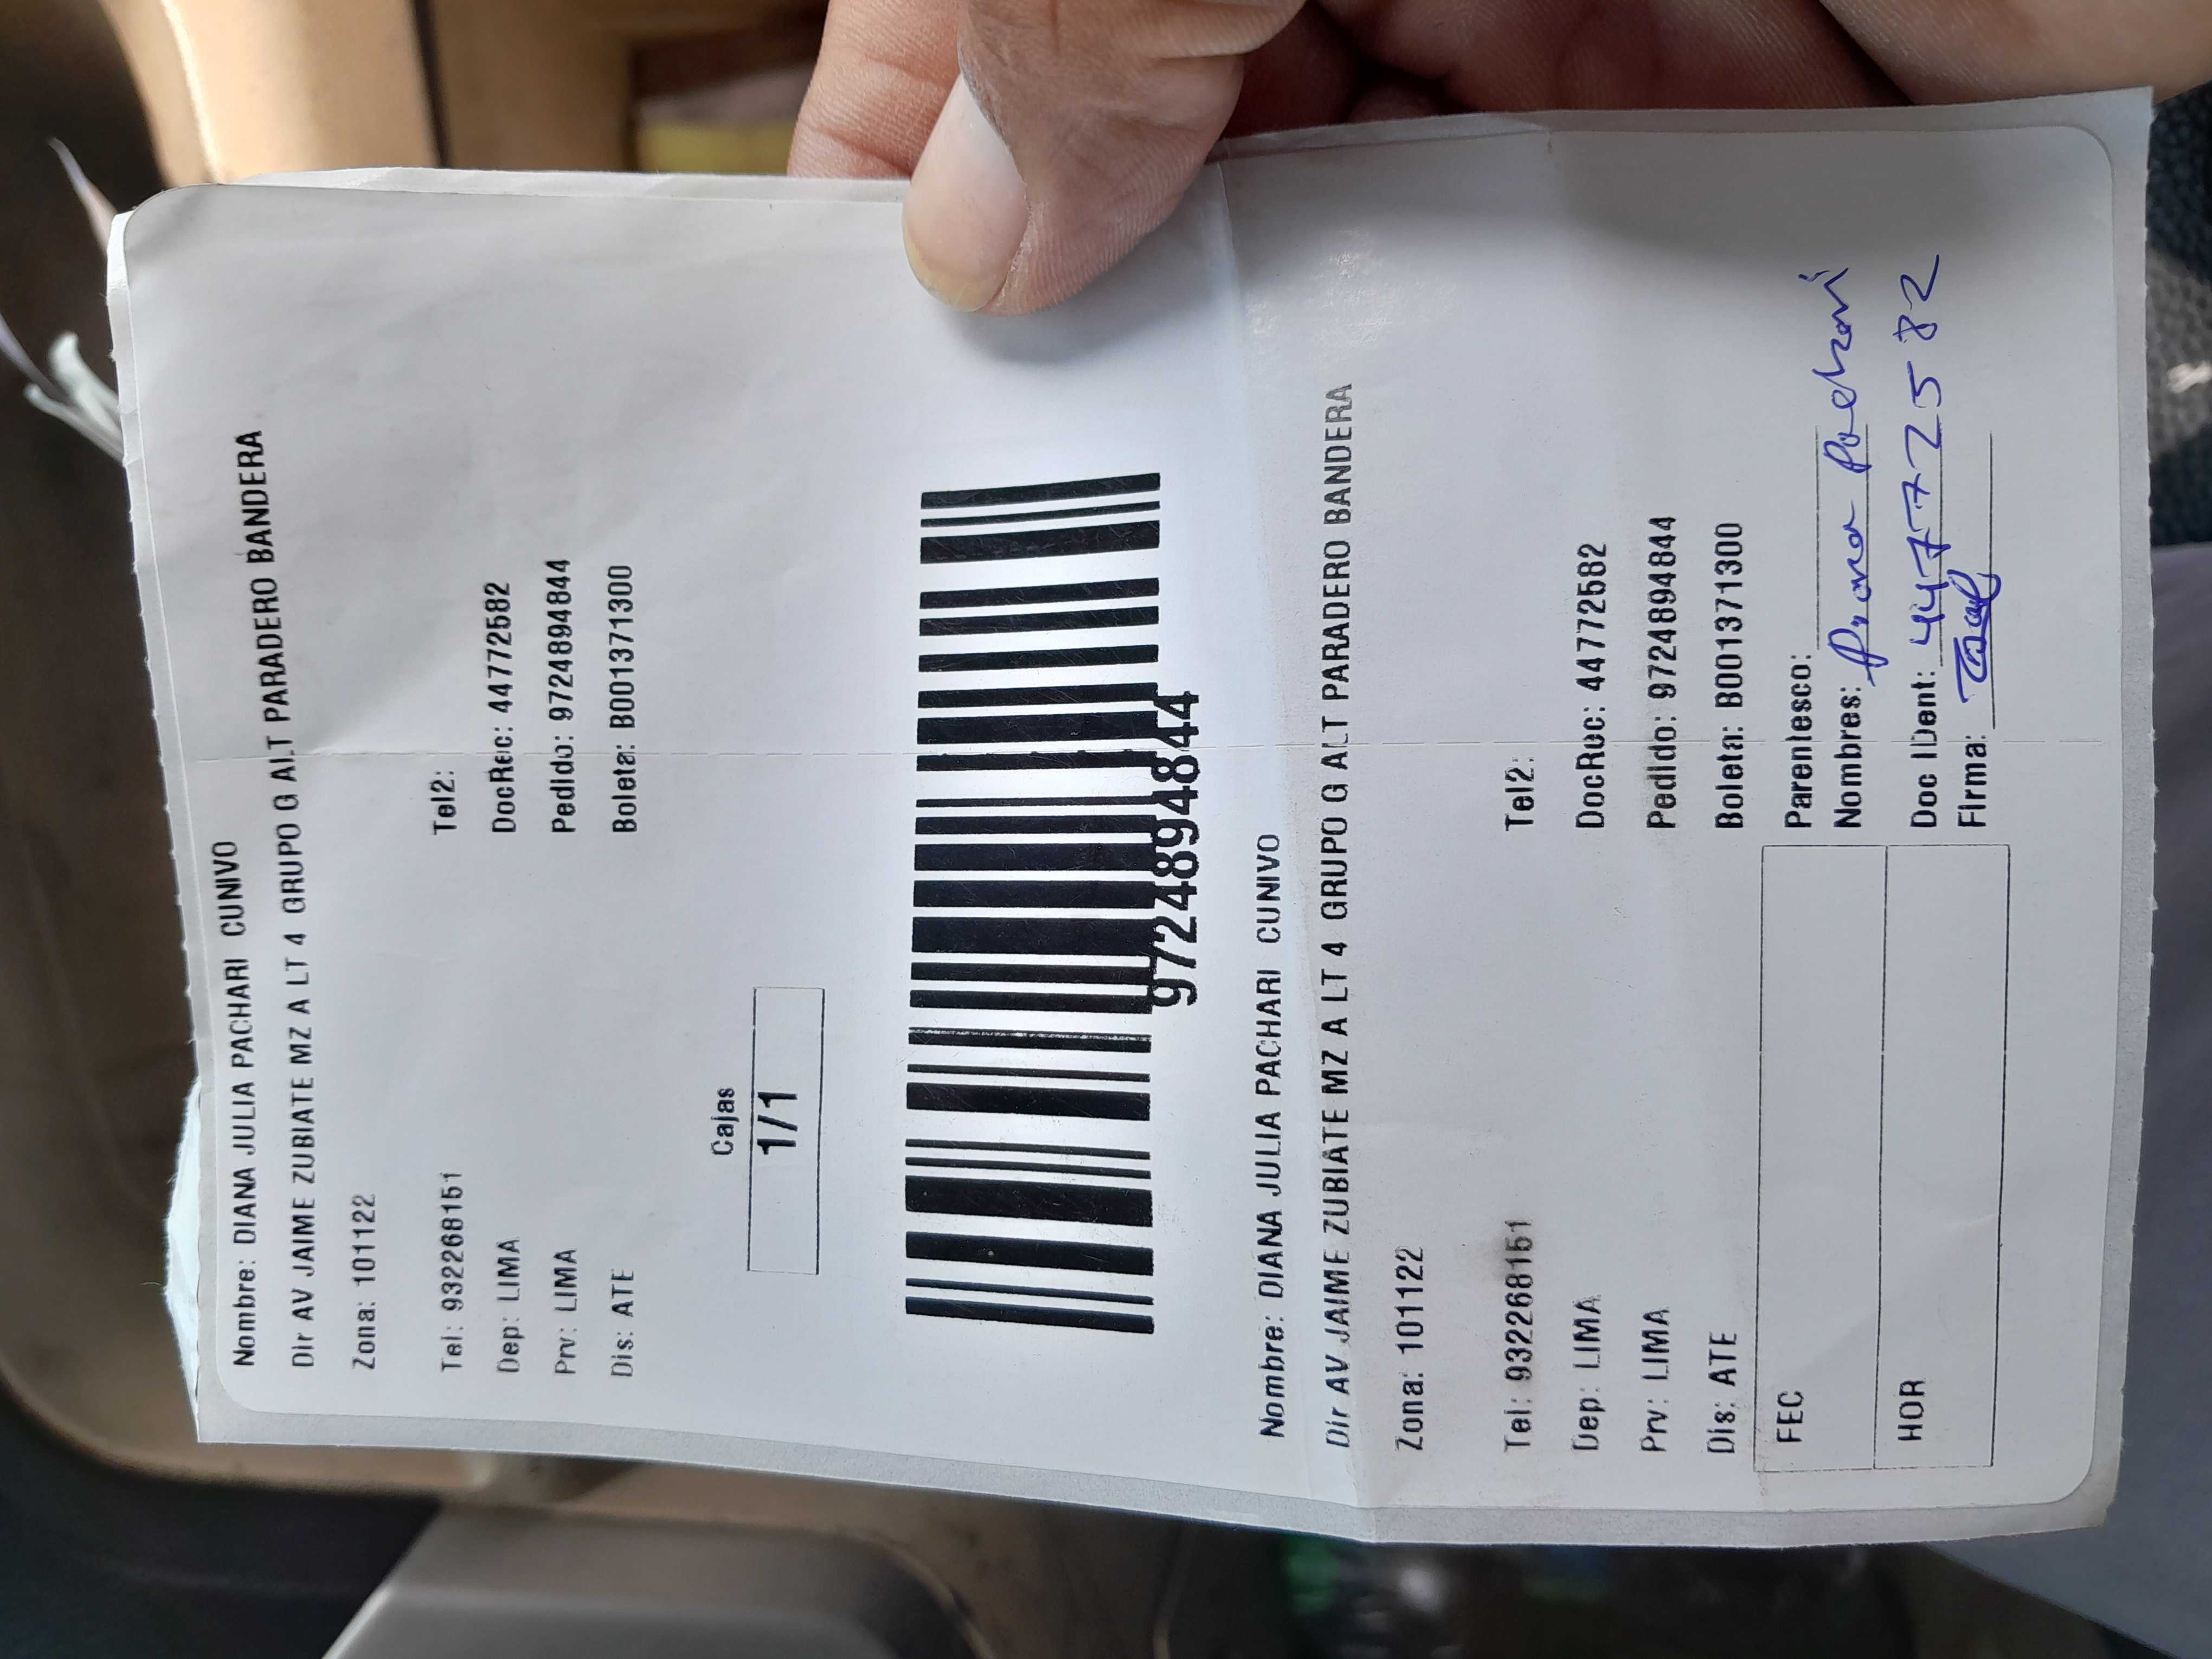 Nombre: DIANA JULIA PACHARI CUNIVO
Dir AV JAIME ZUBIATE MZ A LT 4 GRUPO G ALT PARADERO BANDERA
Zona: 101122
Tel: 932268151 Tel2:
Dep: LIMA DocRec: 44772582
Prv: LIMA Pedido: 9724894844
Dis: ATE Boleta: B001371300
Cajas
1/1
9724894844
Nombre: DIANA JULIA PACHARI CUNIVO
Dir AV JAIME ZUBIATE MZ A LT 4 GRUPO G ALT PARADERO BANDERA
Zona: 101122
Tel: 932268151 Tel2:
Dep: LIMA DocRec: 44772582
Prv: LIMA Pedido: 9724894844
Dis: ATE Boleta: B001371300
FEC Parentesco:
Nombres: Pachari
HOR Doc IDent: 44772582
Firma: